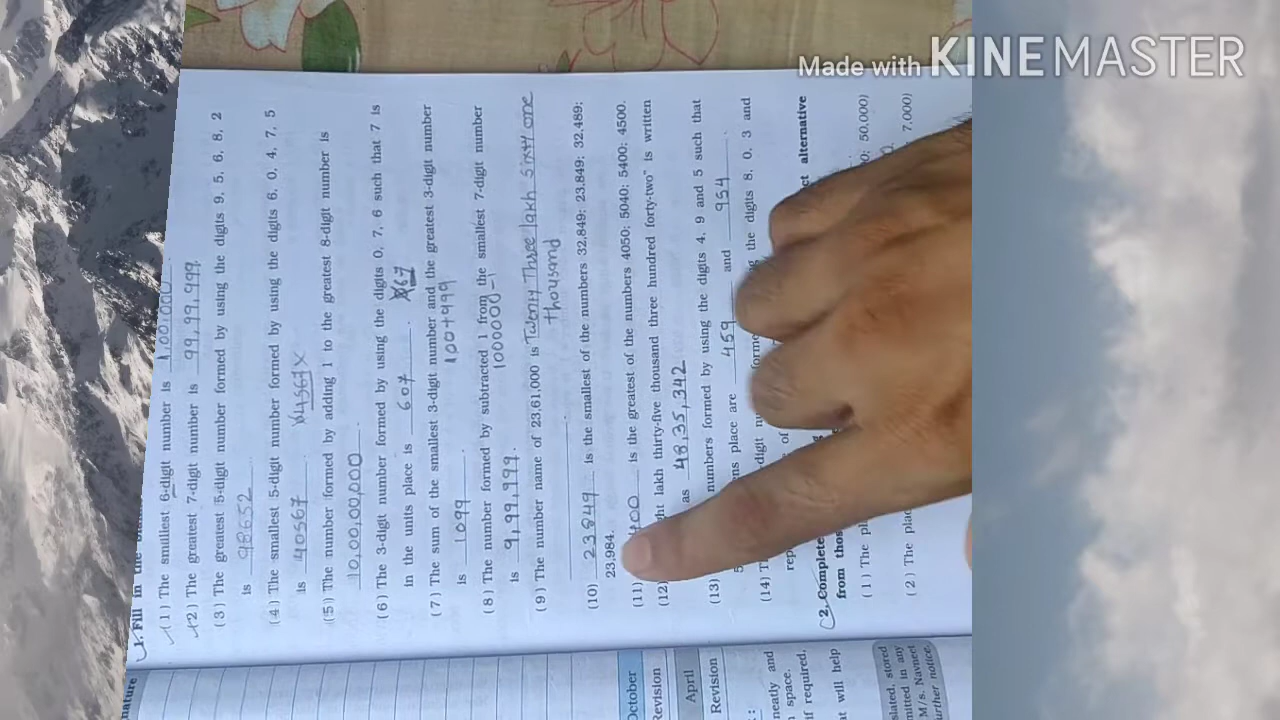 Made with KINEMASTER
1. Fill in
(1) The smallest 6-digit number is 1,00,000.
(2) The greatest 7-digit number is 99,99,999.
(3) The greatest 5-digit number formed by using the digits 9, 5, 6, 8, 2
is 98652.
(4) The smallest 5-digit number formed by using the digits 6, 0, 4, 7, 5
is 40567.
(5) The number formed by adding 1 to the greatest 8-digit number is
10,00,00,000.
(6) The 3-digit number formed by using the digits 0, 7, 6 such that 7 is
in the units place is 607.
(7) The sum of the smallest 3-digit number and the greatest 3-digit number
is 1099. 100+999
(8) The number formed by subtracted 1 from the smallest 7-digit number
is 9,99,999. 1000000-1
(9) The number name of 23,61,000 is Twenty Three lakh Sixty one
thousand
(10) 23849 is the smallest of the numbers 32,849; 23,849; 32,489;
23,984.
(11) is the greatest of the numbers 4050; 5040; 5400; 4500.
(12) lakh thirty-five thousand three hundred forty-two" is written
as 48,35,342
(13) numbers formed by using the digits 4, 9 and 5 such that
place are 459 and 954.
(14) the digits 8, 0, 3 and
of
2. Complete alternative
from
(1) The 50,000)
(2) The 7,000)
October
Revision
April
Revision
neatly and
space.
if required.
will help
stored
in any
M/s. Navneet
further notice.